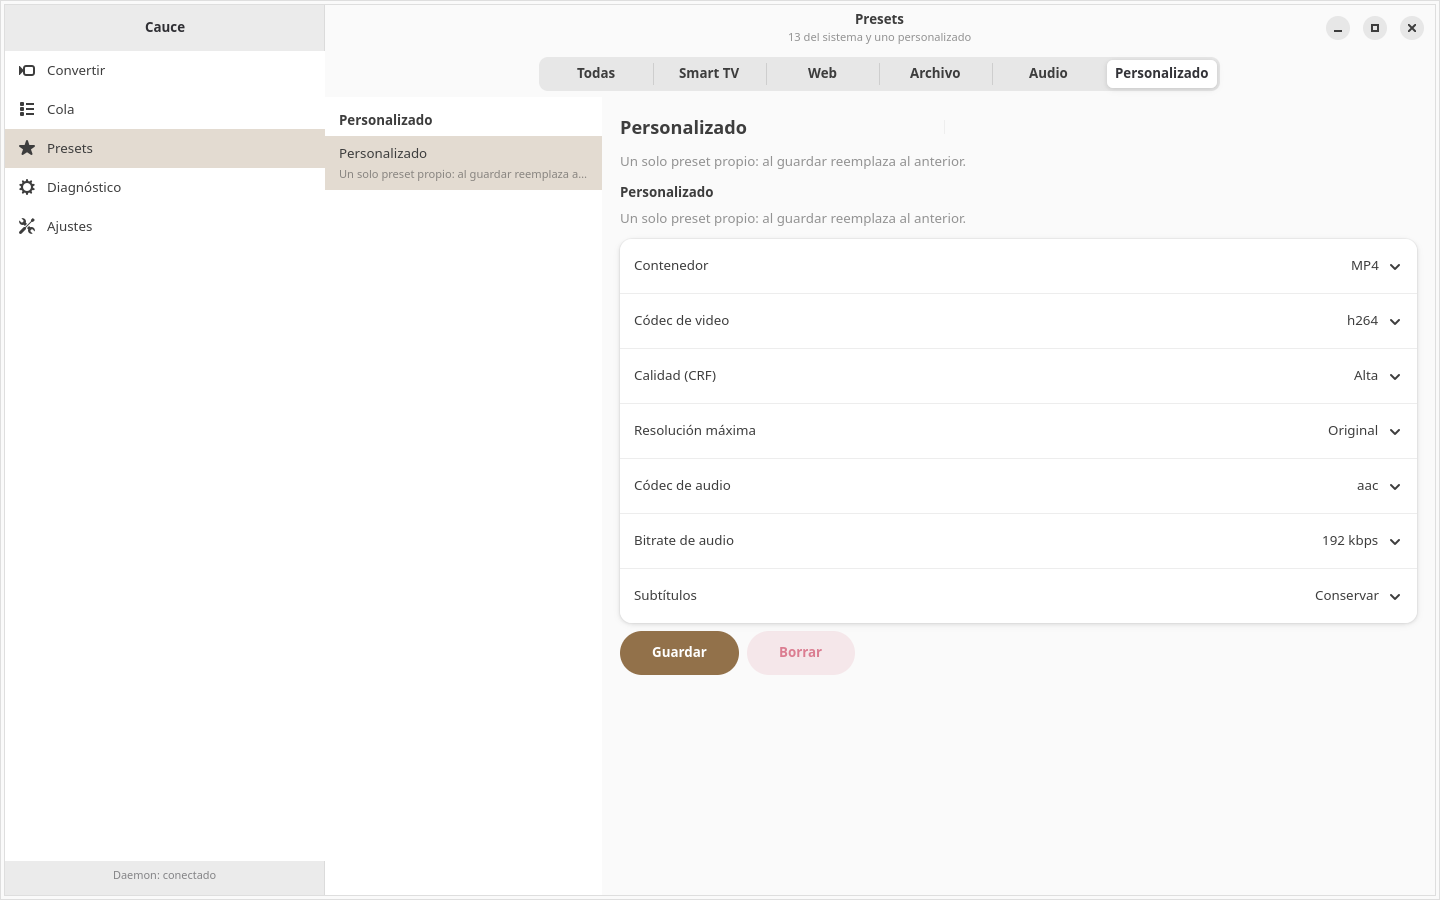 Cauce
Convertir
Cola
Presets
Diagnóstico
Ajustes
Daemon: conectado
Presets
13 del sistema y uno personalizado
Todas
Smart TV
Web
Archivo
Audio
Personalizado
Personalizado
Personalizado
Un solo preset propio: al guardar reemplaza a...
Personalizado
Un solo preset propio: al guardar reemplaza al anterior.
Personalizado
Un solo preset propio: al guardar reemplaza al anterior.
Contenedor MP4
Códec de video h264
Calidad (CRF) Alta
Resolución máxima Original
Códec de audio aac
Bitrate de audio 192 kbps
Subtítulos Conservar
Guardar
Borrar